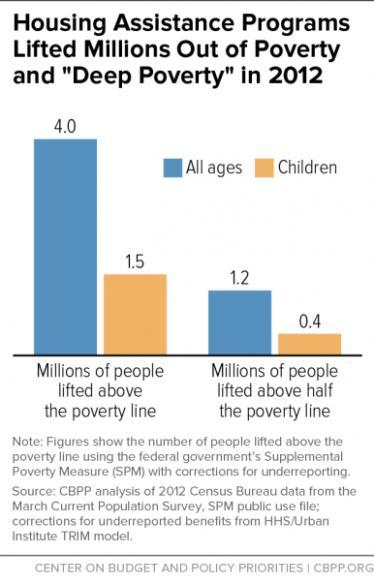 Housing Assistance Programs
Lifted Millions Out of Poverty
and "Deep Poverty" in 2012
4.0
All ages
Children
1.5
1.2
0.4
Millions of people
lifted above
the poverty line
Millions of people
lifted above half
the poverty line
Note: Figures show the number of people lifted above the
poverty line using the federal government's Supplemental
Poverty Measure (SPM) with corrections for underreporting.
Source: CBPP analysis of 2012 Census Bureau data from the
March Current Population Survey, SPM public use file;
corrections for underreported benefits from HHS/Urban
Institute TRIM model.
CENTER ON BUDGET AND POLICY PRIORITIES | CBPP.ORG